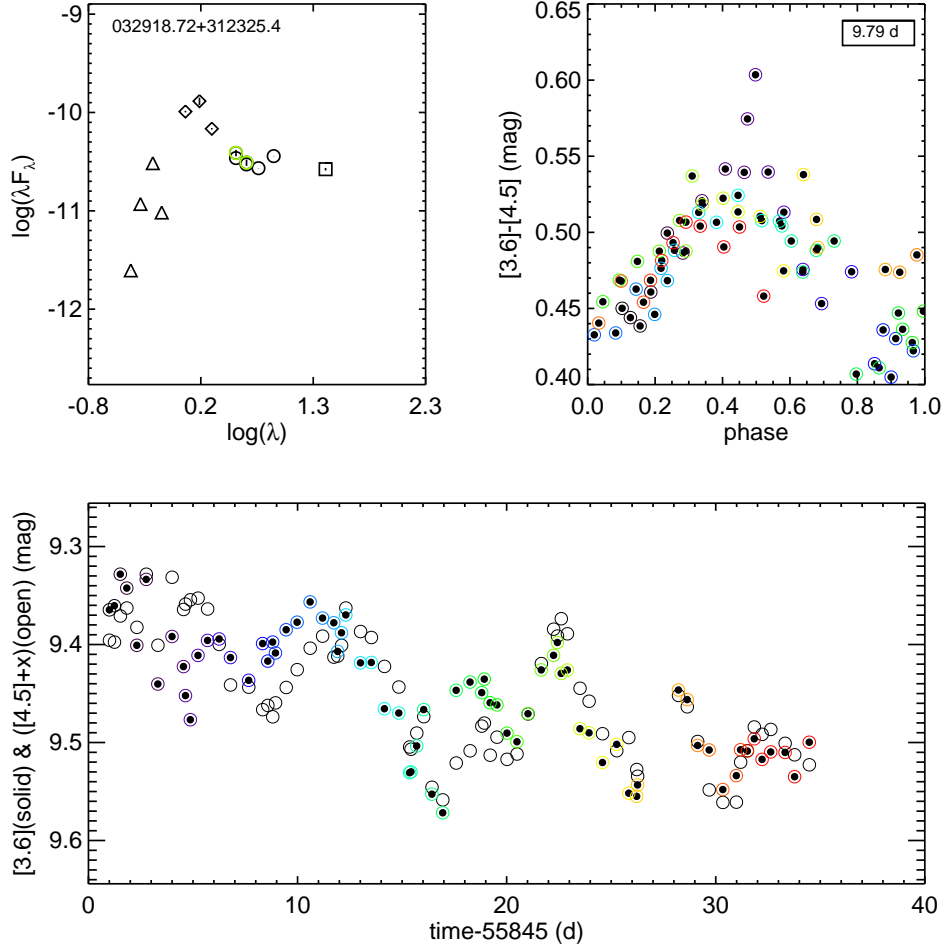 032918.72+312325.4
-9
-10
-11
-12
log(λFλ)
-0.8 0.2 1.3 2.3
log(λ)
9.79 d
0.65
0.60
0.55
0.50
0.45
0.40
[3.6]-[4.5] (mag)
0.0 0.2 0.4 0.6 0.8 1.0
phase
9.3
9.4
9.5
9.6
[3.6](solid) & ([4.5]+x)(open) (mag)
0 10 20 30 40
time-55845 (d)